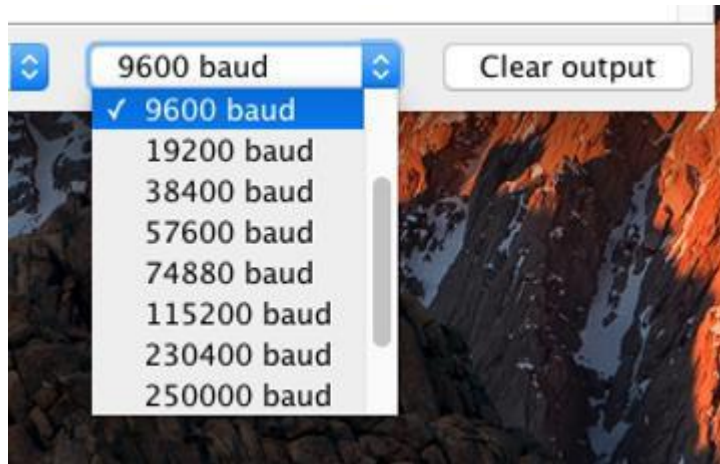 9600 baud
Clear output
✓ 9600 baud
19200 baud
38400 baud
57600 baud
74880 baud
115200 baud
230400 baud
250000 baud